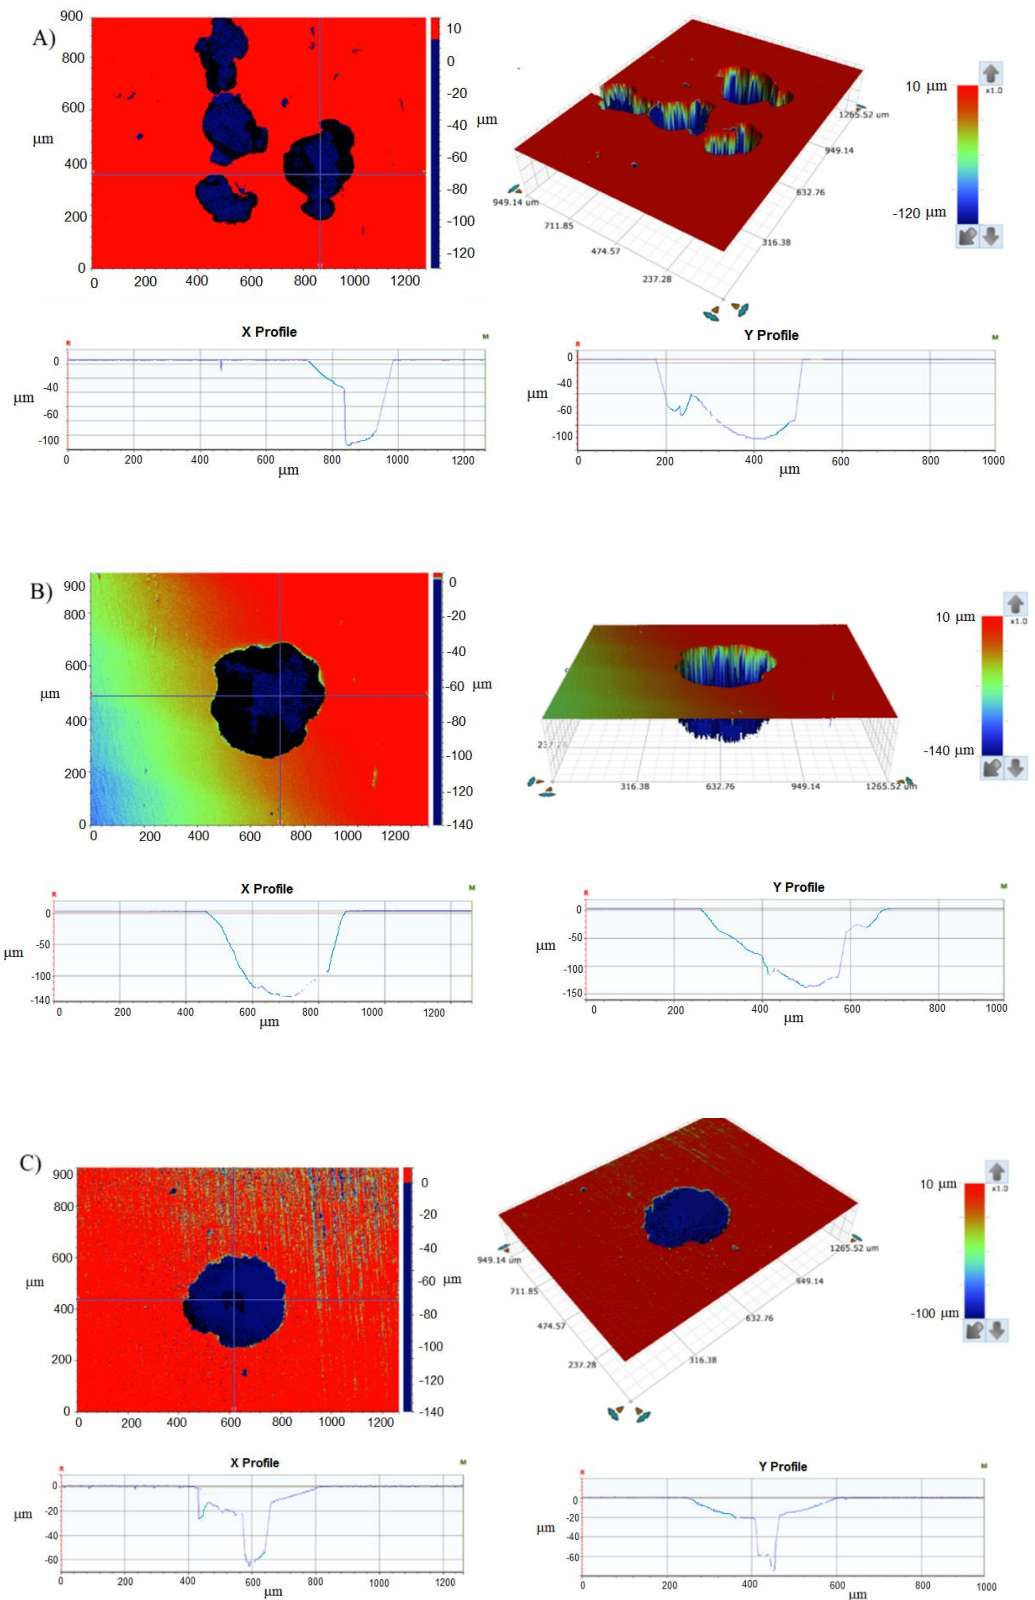 A)
900
800
600
μm
400
200
0
0 200 400 600 800 1000 1200
10
0
-20
-40
μm
-60
-80
-100
-120
1265.52 um
949.14
632.76
316.38
949.14 um
711.85
474.57
237.28
10 μm
x1.0
-120 μm
X Profile
R M
0
-40
μm
-60
-100
0 200 400 600 800 1000 1200
μm
Y Profile
R M
0
μm
-40
-60
-100
0 200 400 600 800 1000
μm
B)
900
800
600
μm
400
200
0
0 200 400 600 800 1000 1200
0
-20
-40
-60 μm
-80
-100
-120
-140
316.38 632.76 949.14 1265.52 um
10 μm
x1.0
-140 μm
X Profile
R M
0
-50
μm
-100
-140
0 200 400 600 800 1000 1200
μm
Y Profile
R M
0
-50
μm
-100
-150
0 200 400 600 800 1000
μm
C)
900
800
600
μm
400
200
0
0 200 400 600 800 1000 1200
0
-20
-40
-60 μm
-80
-100
-120
-140
949.14 um
711.85
474.57
237.28
1265.52 um
949.14
632.76
316.38
10 μm
x1.0
-100 μm
X Profile
R M
0
-20
μm
-40
-60
0 200 400 600 800 1000 1200
μm
Y Profile
R M
0
-20
μm
-40
-60
0 200 400 600 800 1000
μm